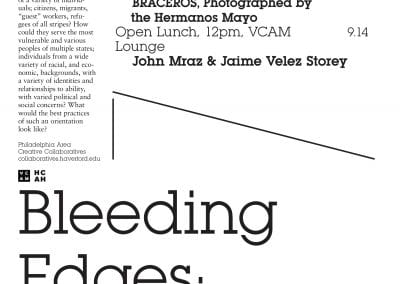 als; citizens, migrants,
"guest" workers, refu-
gees of all stripes? How
could they serve the most
vulnerable and various
peoples of multiple states;
individuals from a wide
variety of racial, and eco-
nomic, backgrounds, with
a variety of identities and
relationships to ability,
with varied political and
social concerns? What
would the best practices
of such an orientation
look like?
Philadelphia Area
Creative Collaboratives
collaboratives.haverford.edu
VC
AM
HC
AH
BRACEROS, Photographed by
the Hermanos Mayo
Open Lunch, 12pm, VCAM 9.14
Lounge
John Mraz & Jaime Velez Storey
Bleeding
Edges: